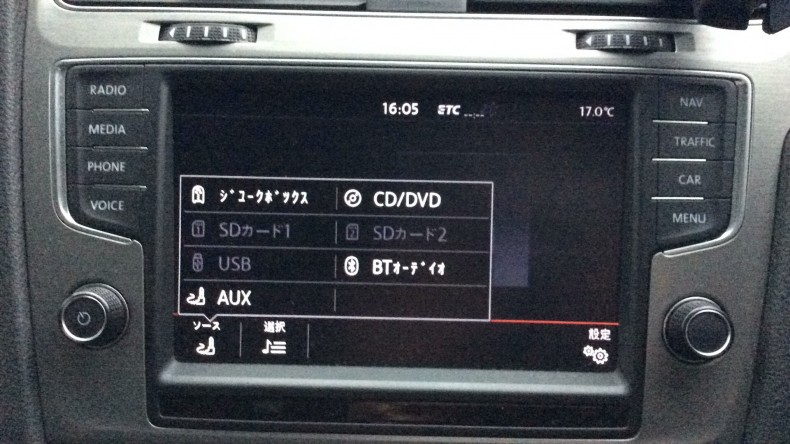 RADIO
MEDIA
PHONE
VOICE
16:05 ETC --:-- 17.0℃
ｼﾞｭｰｸﾎﾞｯｸｽ CD/DVD
1 SDカード1 2 SDカード2
USB BTｵｰﾃﾞｨｵ
AUX
ソース 選択 設定
NAV
TRAFFIC
CAR
MENU